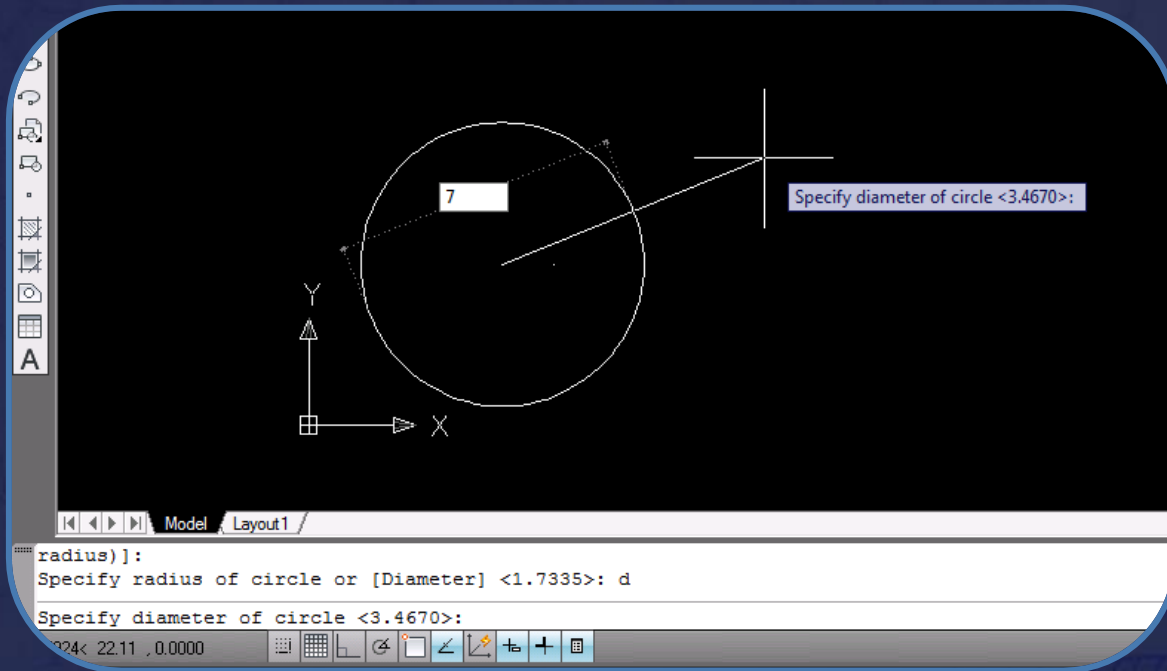 7
Specify diameter of circle <3.4670>:
Y
X
A
Model Layout1
radius)]:
Specify radius of circle or [Diameter] <1.7335>: d
Specify diameter of circle <3.4670>:
924< 22.11 , 0.0000